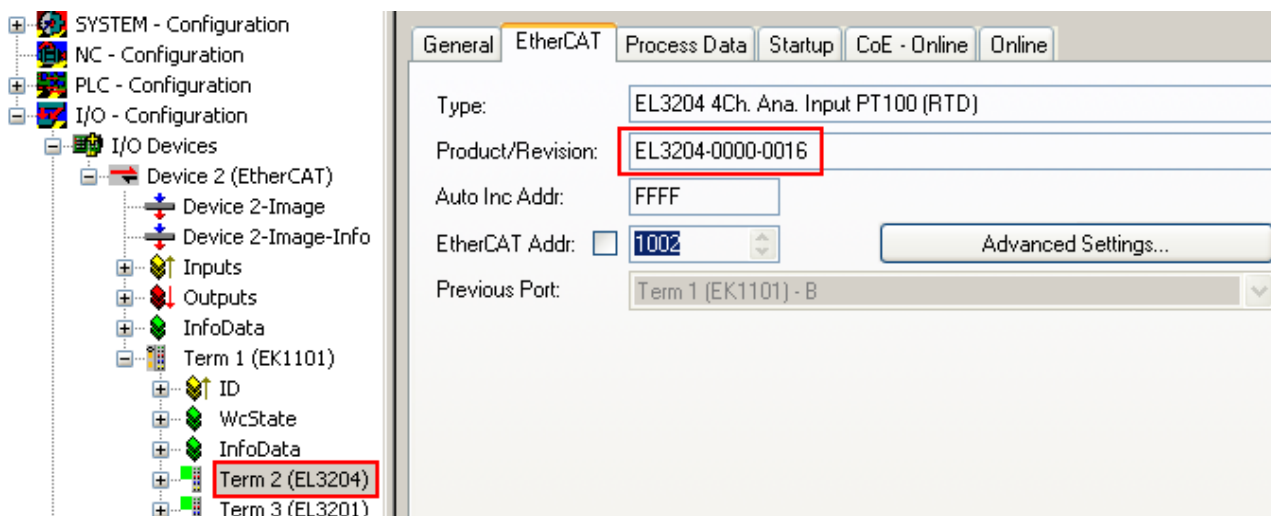 SYSTEM - Configuration
NC - Configuration
PLC - Configuration
I/O - Configuration
I/O Devices
Device 2 (EtherCAT)
Device 2-Image
Device 2-Image-Info
Inputs
Outputs
InfoData
Term 1 (EK1101)
ID
WcState
InfoData
Term 2 (EL3204)
Term 3 (EL3201)
General EtherCAT Process Data Startup CoE - Online Online
Type: EL3204 4Ch. Ana. Input PT100 (RTD)
Product/Revision: EL3204-0000-0016
Auto Inc Addr: FFFF
EtherCAT Addr: 1002 Advanced Settings...
Previous Port: Term 1 (EK1101) - B